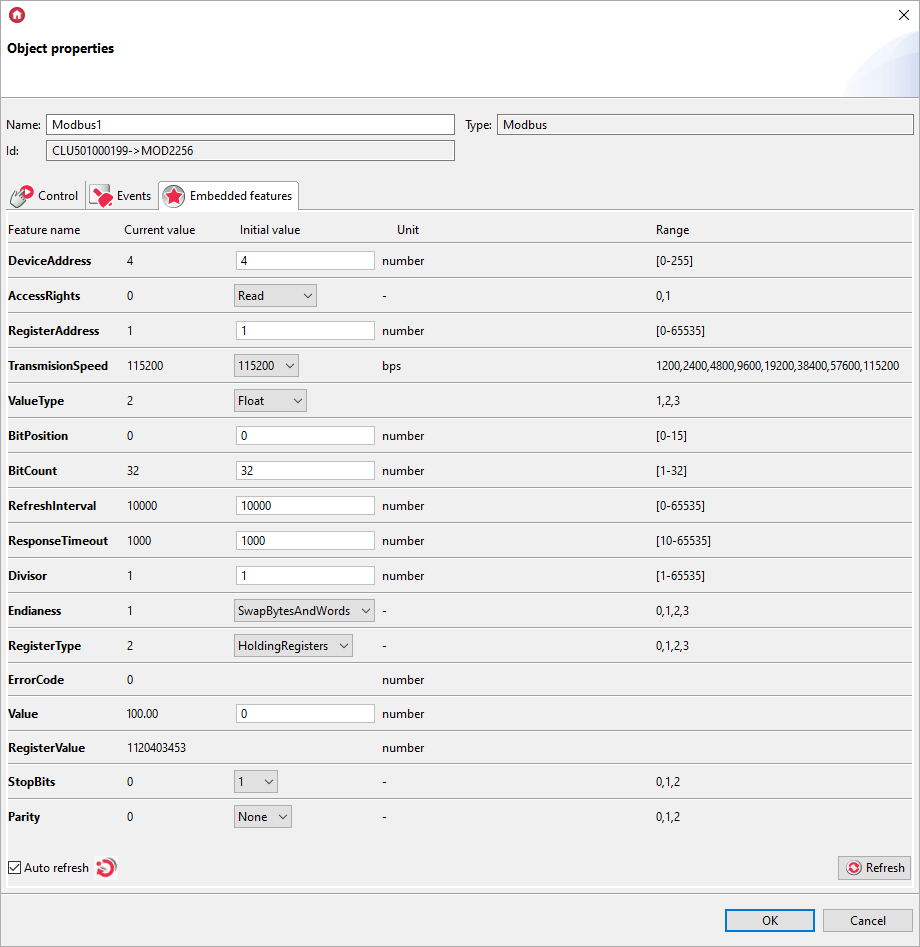 Object properties
Name: Modbus1 Type: Modbus
Id: CLU501000199->MOD2256
Control Events Embedded features
Feature name Current value Initial value Unit Range
DeviceAddress 4 4 number [0-255]
AccessRights 0 Read - 0,1
RegisterAddress 1 1 number [0-65535]
TransmisionSpeed 115200 115200 bps 1200,2400,4800,9600,19200,38400,57600,115200
ValueType 2 Float 1,2,3
BitPosition 0 0 number [0-15]
BitCount 32 32 number [1-32]
RefreshInterval 10000 10000 number [0-65535]
ResponseTimeout 1000 1000 number [10-65535]
Divisor 1 1 number [1-65535]
Endianess 1 SwapBytesAndWords - 0,1,2,3
RegisterType 2 HoldingRegisters - 0,1,2,3
ErrorCode 0 number
Value 100.00 0 number
RegisterValue 1120403453 number
StopBits 0 1 - 0,1,2
Parity 0 None - 0,1,2
Auto refresh Refresh
OK Cancel